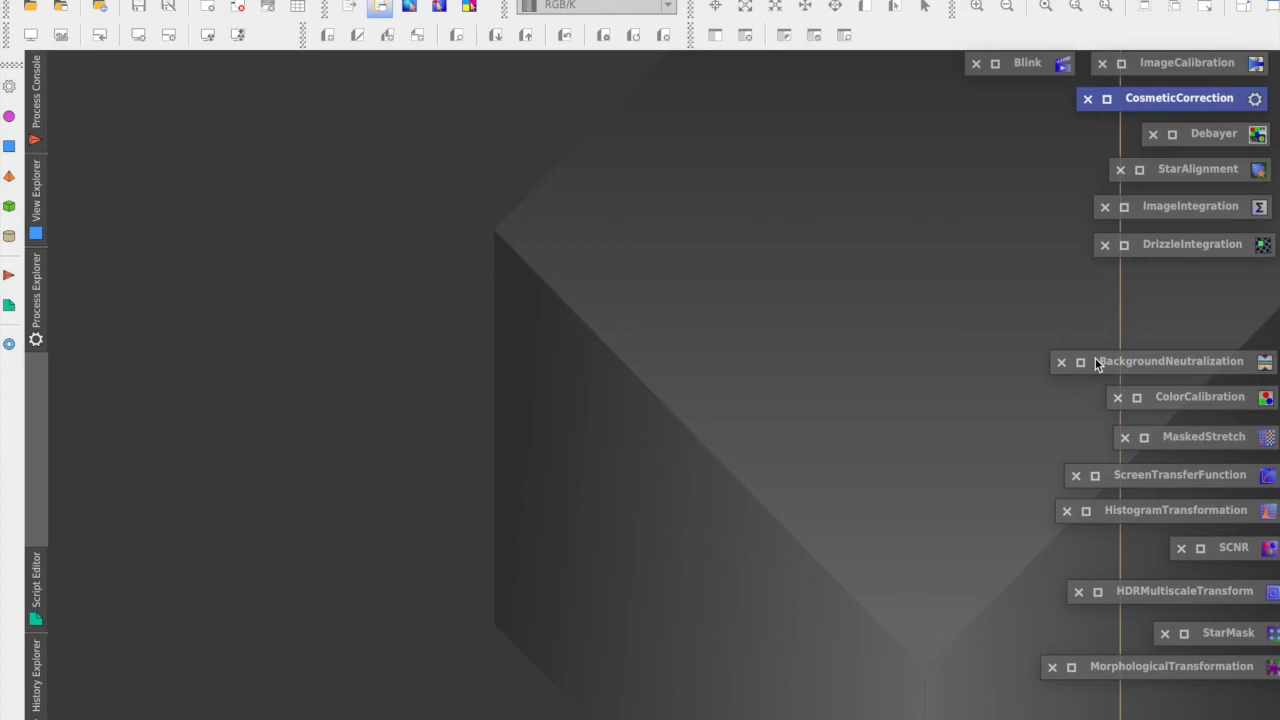 RGB/K
Process Console
View Explorer
Process Explorer
Script Editor
History Explorer
Blink
ImageCalibration
CosmeticCorrection
Debayer
StarAlignment
ImageIntegration
DrizzleIntegration
BackgroundNeutralization
ColorCalibration
MaskedStretch
ScreenTransferFunction
HistogramTransformation
SCNR
HDRMultiscaleTransform
StarMask
MorphologicalTransformation